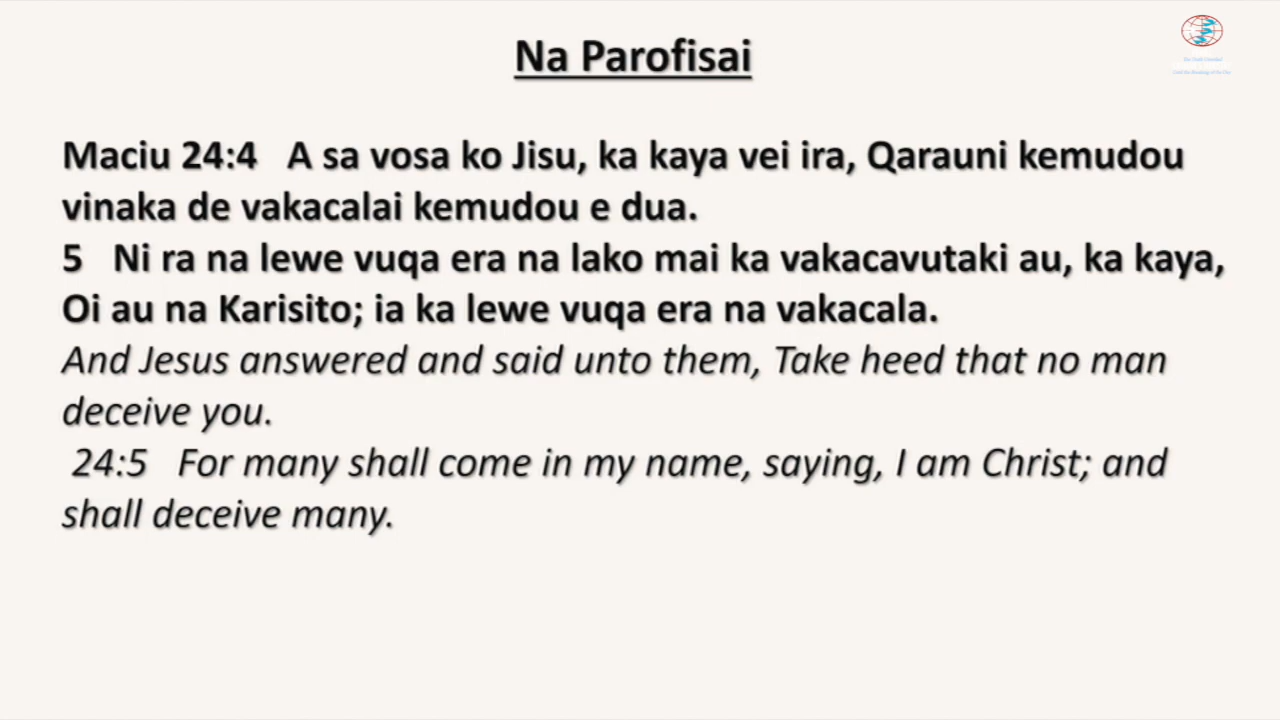 Na Parofisai
Maciu 24:4 A sa vosa ko Jisu, ka kaya vei ira, Qarauni kemudou
vinaka de vakacalai kemudou e dua.
5 Ni ra na lewe vuqa era na lako mai ka vakacavutaki au, ka kaya,
Oi au na Karisito; ia ka lewe vuqa era na vakacala.
And Jesus answered and said unto them, Take heed that no man
deceive you.
24:5 For many shall come in my name, saying, I am Christ; and
shall deceive many.